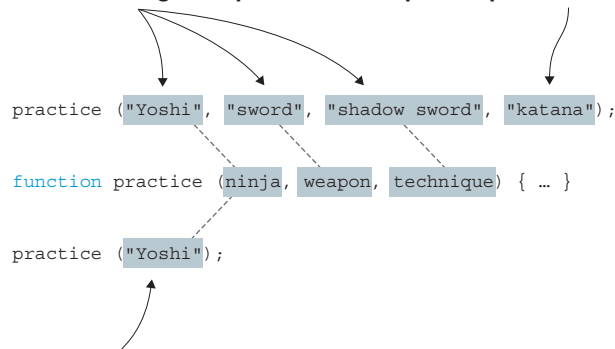 practice ("Yoshi", "sword", "shadow sword", "katana");
function practice (ninja, weapon, technique) { … }
practice ("Yoshi");